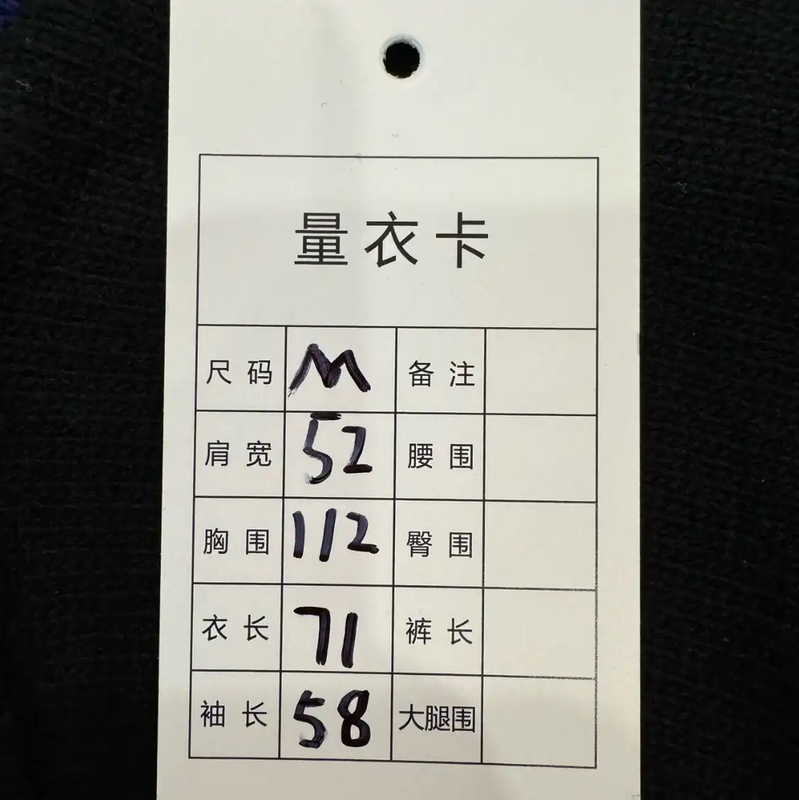 量衣卡
尺码 M 备注
肩宽 52 腰围
胸围 112 臀围
衣长 71 裤长
袖长 58 大腿围